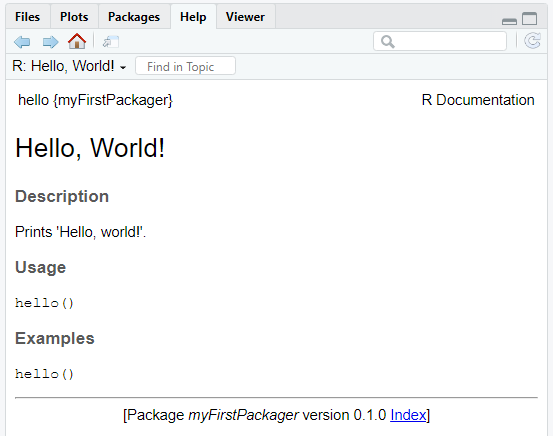 Files Plots Packages Help Viewer
R: Hello, World! Find in Topic
hello {myFirstPackager} R Documentation
Hello, World!
Description
Prints 'Hello, world!'.
Usage
hello()
Examples
hello()
[Package myFirstPackager version 0.1.0 Index]